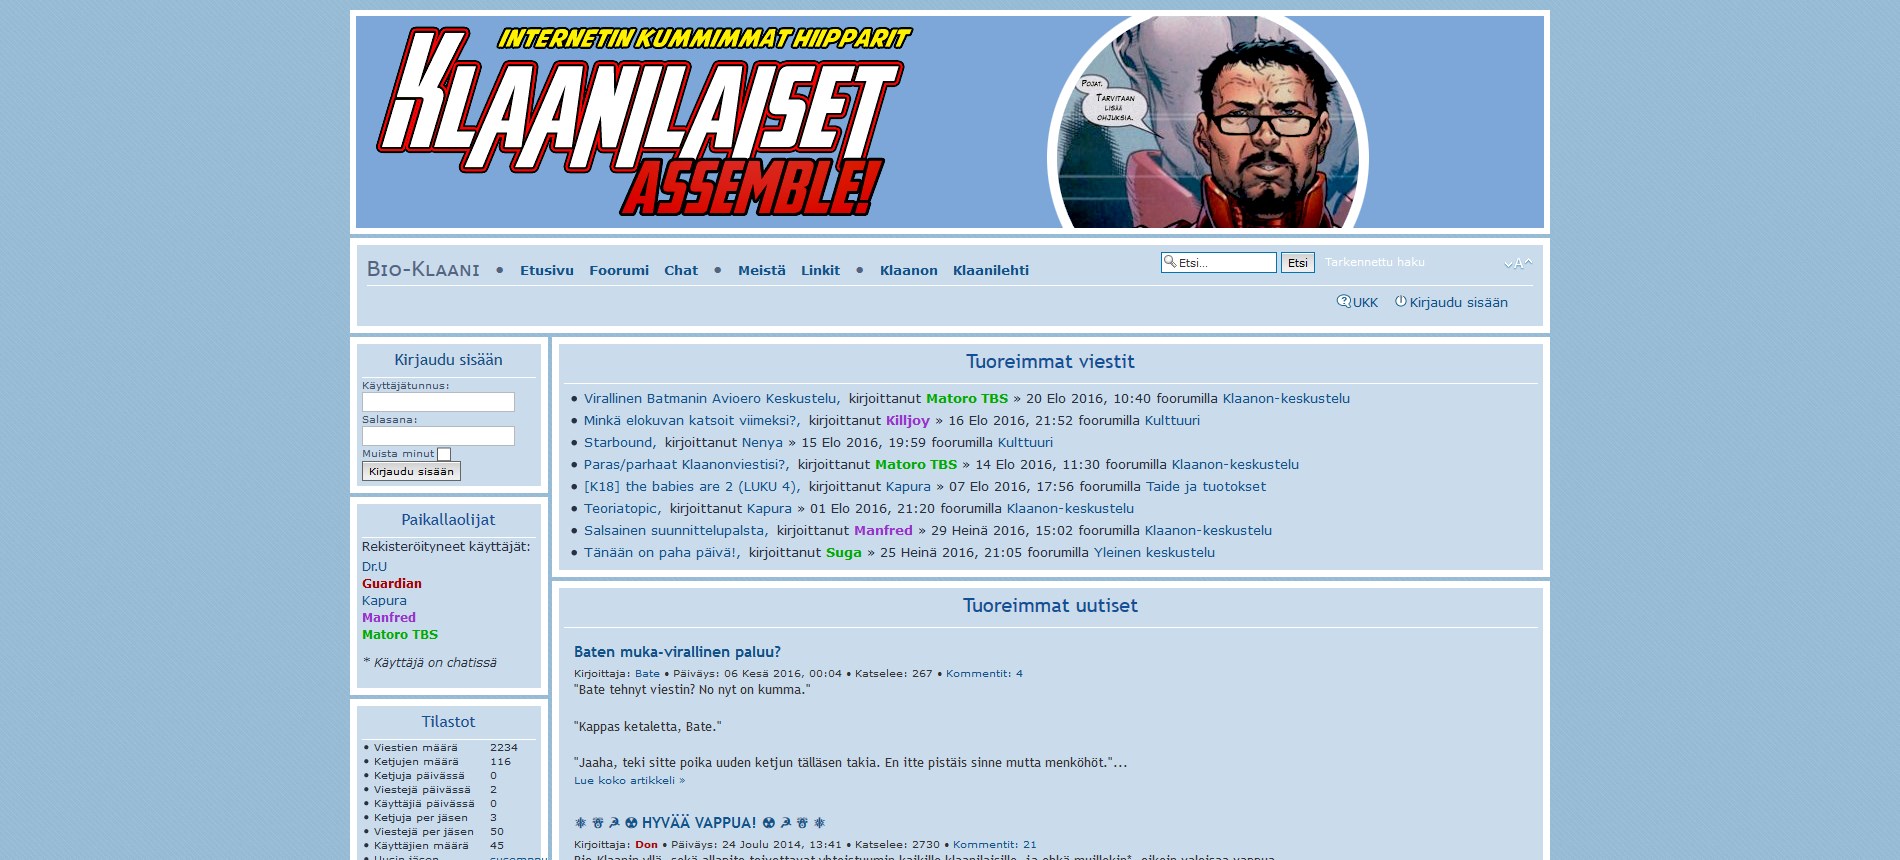 INTERNETIN KUMMIMMAT HIIPPARIT
KLAANILAISET
ASSEMBLE!
POJAT.
TARVITAAN
LISÄÄ
OHJUKSIA.
Bio-Klaani • Etusivu Foorumi Chat • Meistä Linkit • Klaanon Klaanilehti
Etsi... Etsi Tarkennettu haku A
UKK Kirjaudu sisään
Kirjaudu sisään
Käyttäjätunnus:
Salasana:
Muista minut
Kirjaudu sisään
Paikallaolijat
Rekisteröityneet käyttäjät:
Dr.U
Guardian
Kapura
Manfred
Matoro TBS
* Käyttäjä on chatissä
Tilastot
• Viestien määrä 2234
• Ketjujen määrä 116
• Ketjuja päivässä 0
• Viestejä päivässä 2
• Käyttäjiä päivässä 0
• Ketjuja per jäsen 3
• Viestejä per jäsen 50
• Käyttäjien määrä 45
Tuoreimmat viestit
• Virallinen Batmanin Avioero Keskustelu, kirjoittanut Matoro TBS » 20 Elo 2016, 10:40 foorumilla Klaanon-keskustelu
• Minkä elokuvan katsoit viimeksi?, kirjoittanut Killjoy » 16 Elo 2016, 21:52 foorumilla Kulttuuri
• Starbound, kirjoittanut Nenya » 15 Elo 2016, 19:59 foorumilla Kulttuuri
• Paras/parhaat Klaanonviestisi?, kirjoittanut Matoro TBS » 14 Elo 2016, 11:30 foorumilla Klaanon-keskustelu
• [K18] the babies are 2 (LUKU 4), kirjoittanut Kapura » 07 Elo 2016, 17:56 foorumilla Taide ja tuotokset
• Teoriatopic, kirjoittanut Kapura » 01 Elo 2016, 21:20 foorumilla Klaanon-keskustelu
• Salsainen suunnittelupalsta, kirjoittanut Manfred » 29 Heinä 2016, 15:02 foorumilla Klaanon-keskustelu
• Tänään on paha päivä!, kirjoittanut Suga » 25 Heinä 2016, 21:05 foorumilla Yleinen keskustelu
Tuoreimmat uutiset
Baten muka-virallinen paluu?
Kirjoittaja: Bate • Päiväys: 06 Kesä 2016, 00:04 • Katselee: 267 • Kommentit: 4
"Bate tehnyt viestin? No nyt on kumma."
"Kappas ketaletta, Bate."
"Jaaha, teki sitte poika uuden ketjun tälläsen takia. En itte pistäis sinne mutta menköhöt."...
Lue koko artikkeli »
HYVÄÄ VAPPUA!
Kirjoittaja: Don • Päiväys: 24 Joulu 2014, 13:41 • Katselee: 2730 • Kommentit: 21